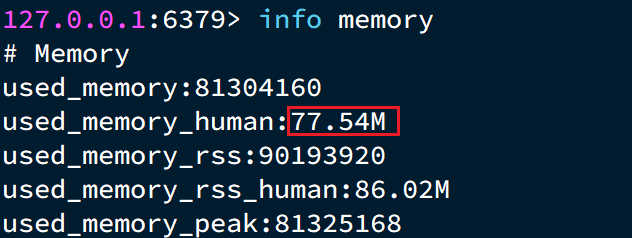 127.0.0.1:6379> info memory
# Memory
used_memory:81304160
used_memory_human:77.54M
used_memory_rss:90193920
used_memory_rss_human:86.02M
used_memory_peak:81325168